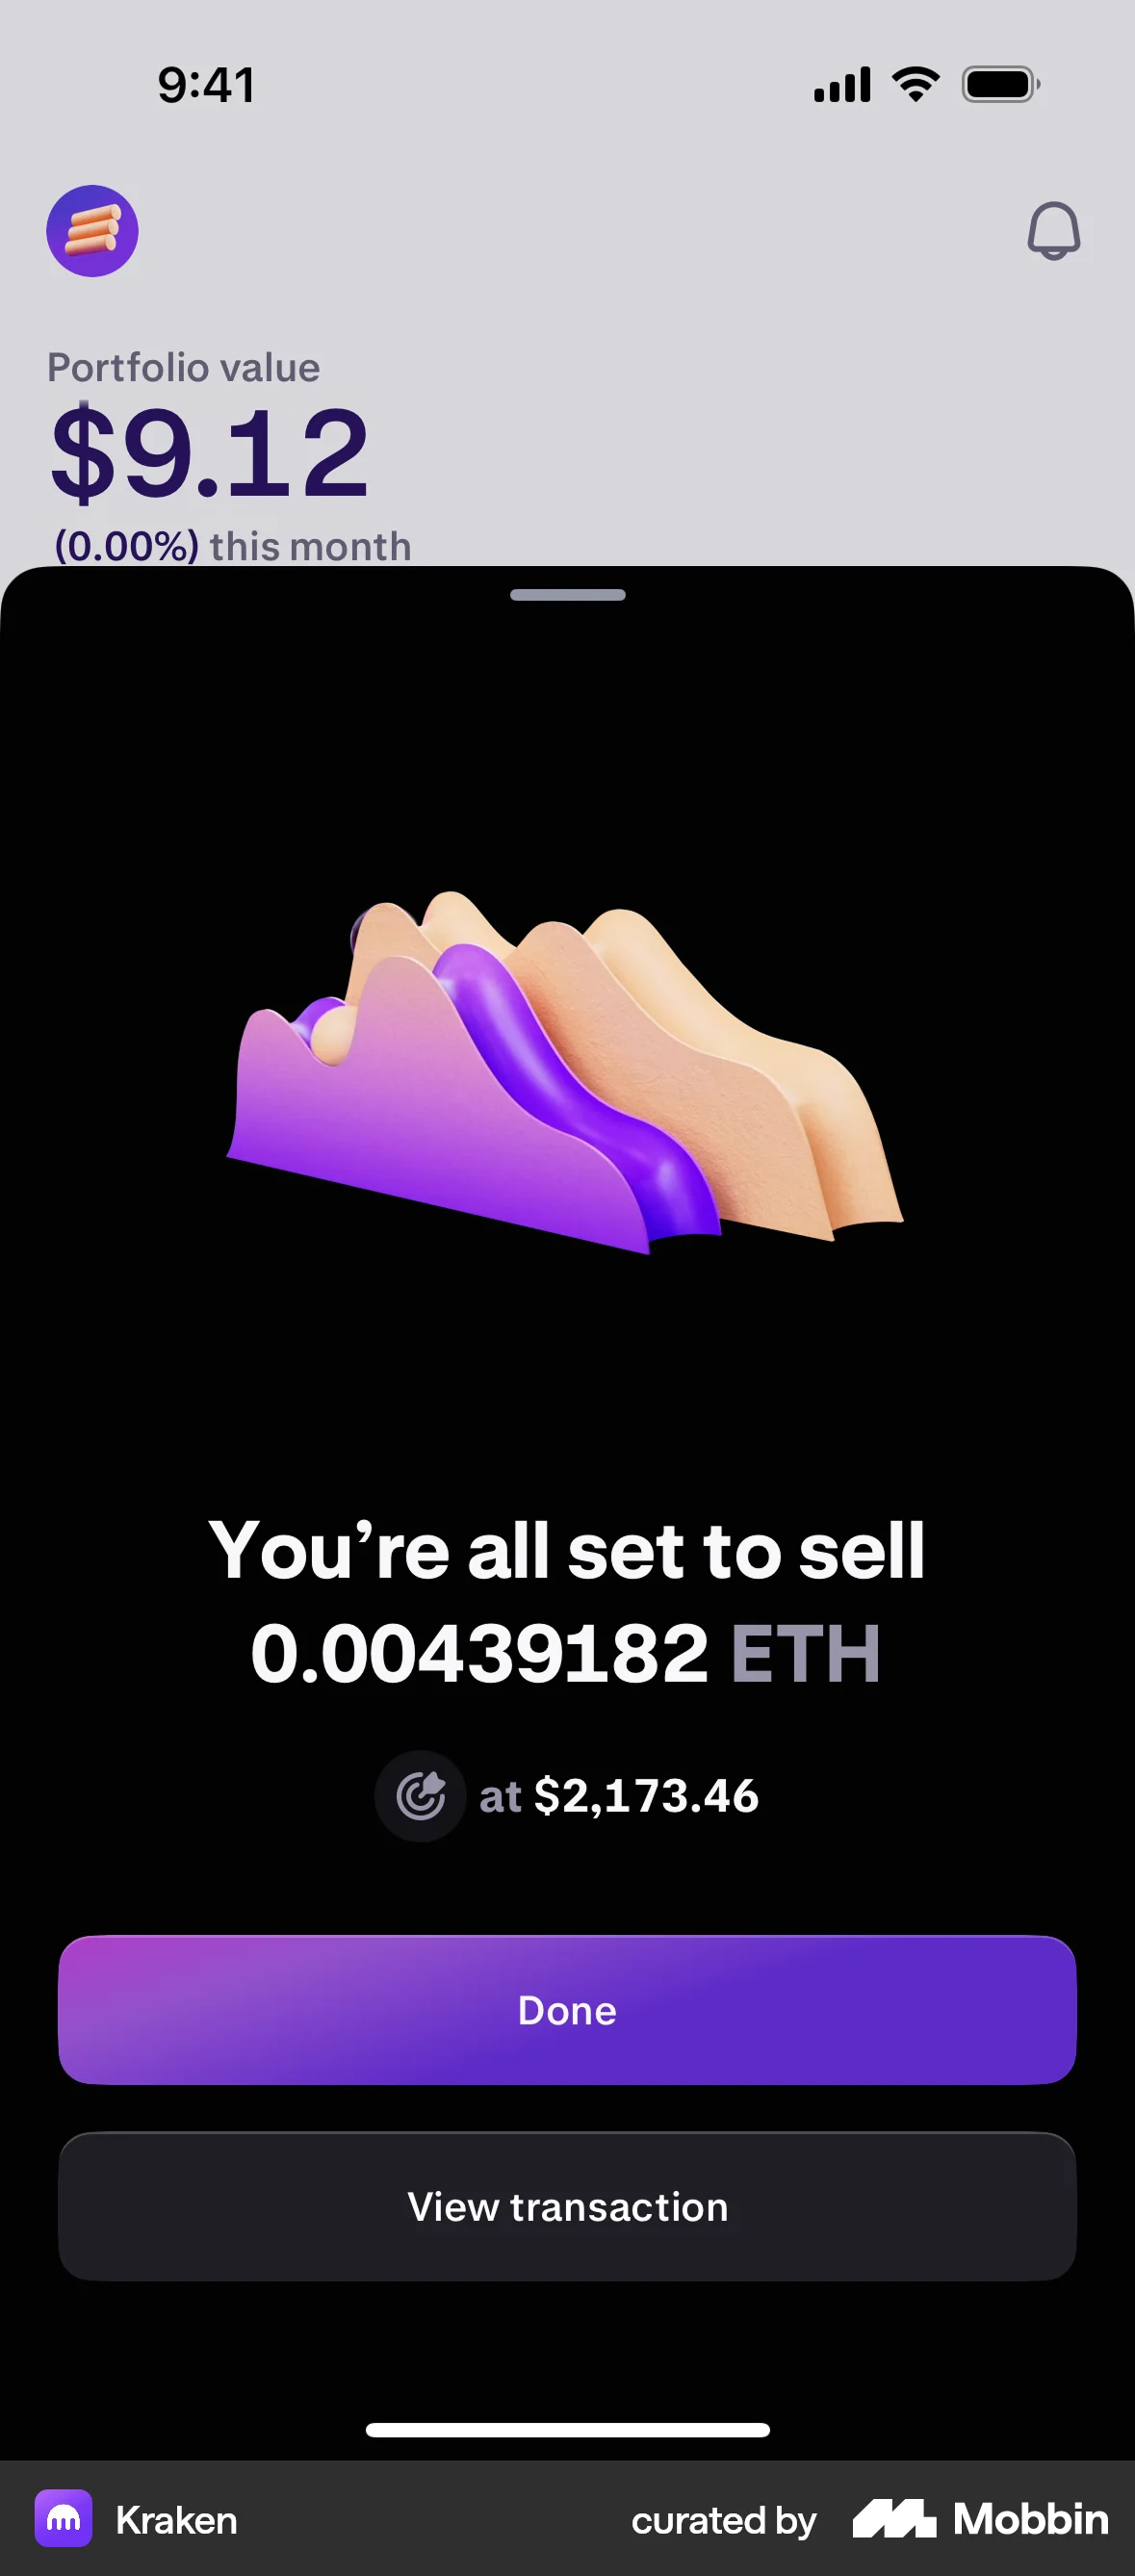 9:41
Portfolio value
$9.12
(0.00%) this month
You’re all set to sell
0.00439182 ETH
at $2,173.46
Done
View transaction
Kraken
curated by Mobbin